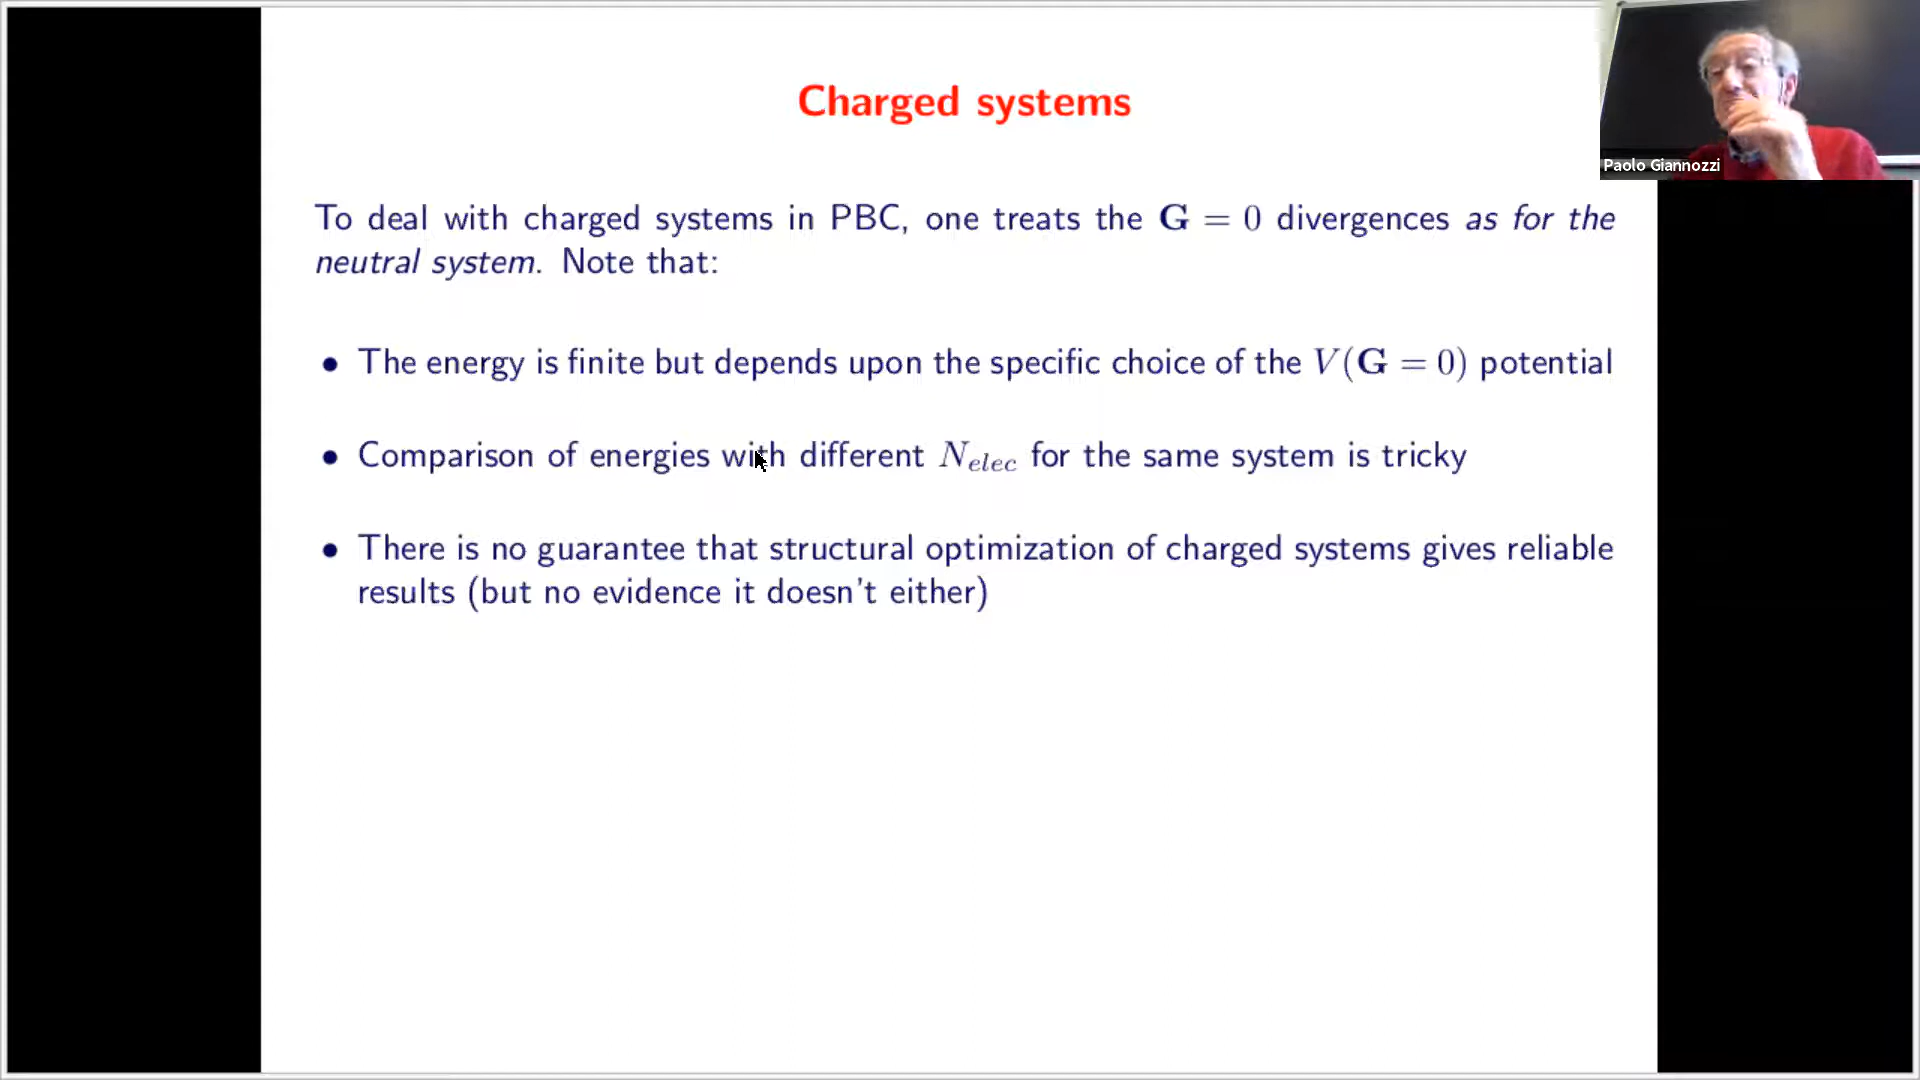 Charged systems
Paolo Giannozzi
To deal with charged systems in PBC, one treats the G = 0 divergences as for the
neutral system. Note that:
• The energy is finite but depends upon the specific choice of the V(G = 0) potential
• Comparison of energies with different N_{elec} for the same system is tricky
• There is no guarantee that structural optimization of charged systems gives reliable
results (but no evidence it doesn't either)